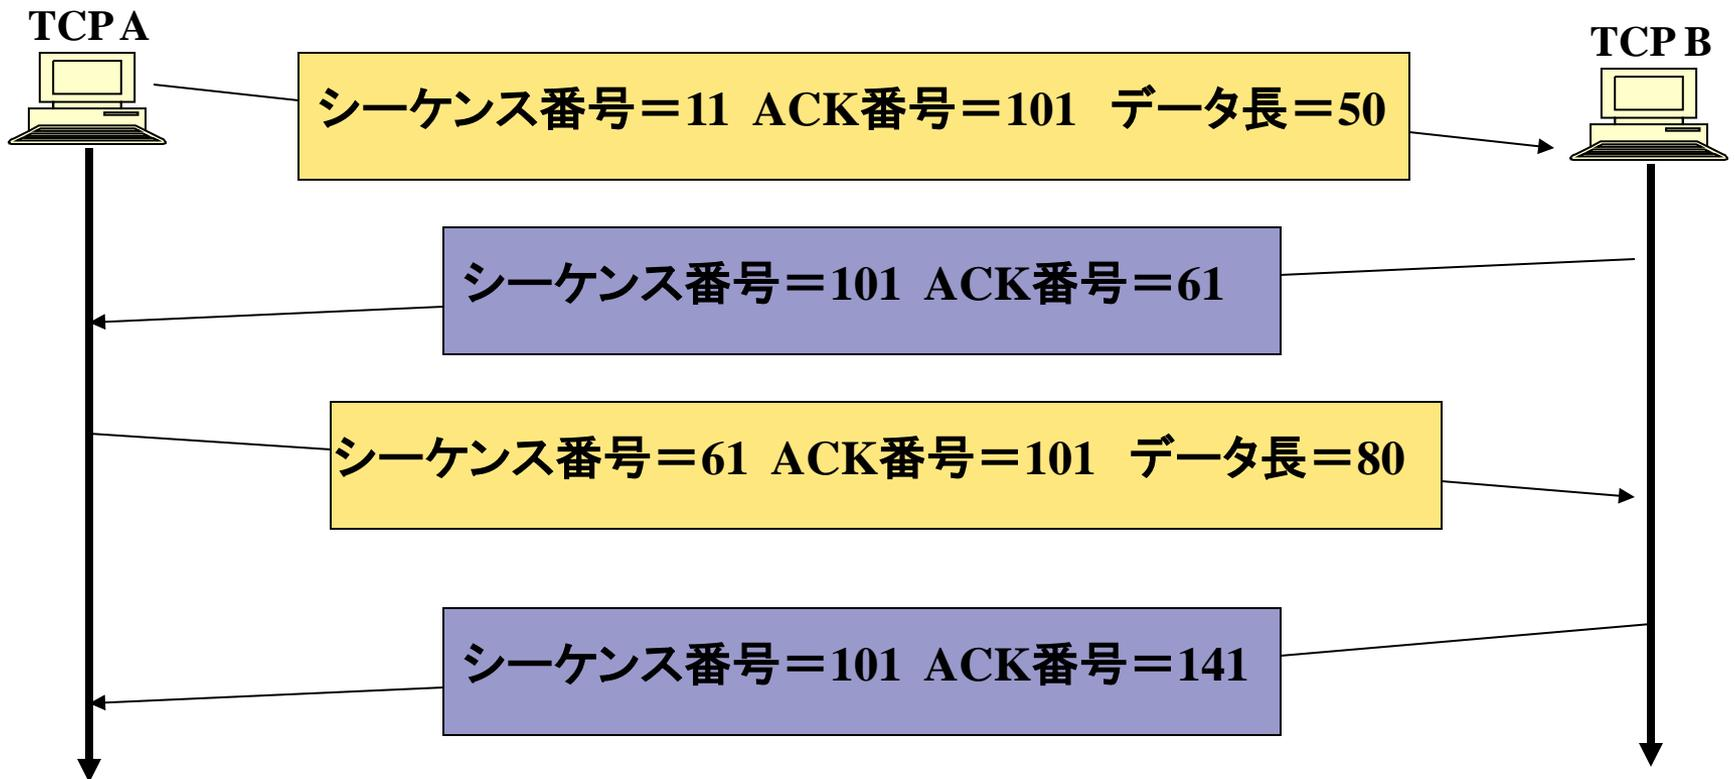 TCP A
TCP B
シーケンス番号＝11 ACK番号＝101 データ長＝50
シーケンス番号＝101 ACK番号＝61
シーケンス番号＝61 ACK番号＝101 データ長＝80
シーケンス番号＝101 ACK番号＝141